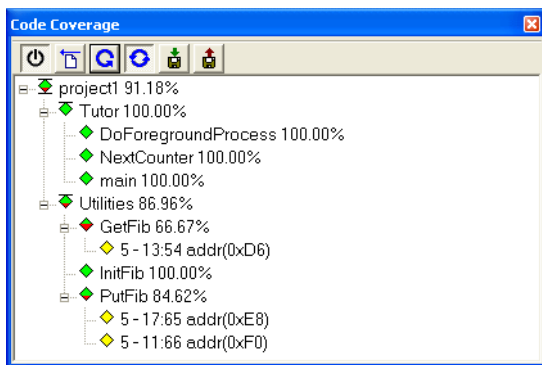 Code Coverage
project1 91.18%
Tutor 100.00%
DoForegroundProcess 100.00%
NextCounter 100.00%
main 100.00%
Utilities 86.96%
GetFib 66.67%
5 - 13:54 addr(0xD6)
InitFib 100.00%
PutFib 84.62%
5 - 17:65 addr(0xE8)
5 - 11:66 addr(0xF0)